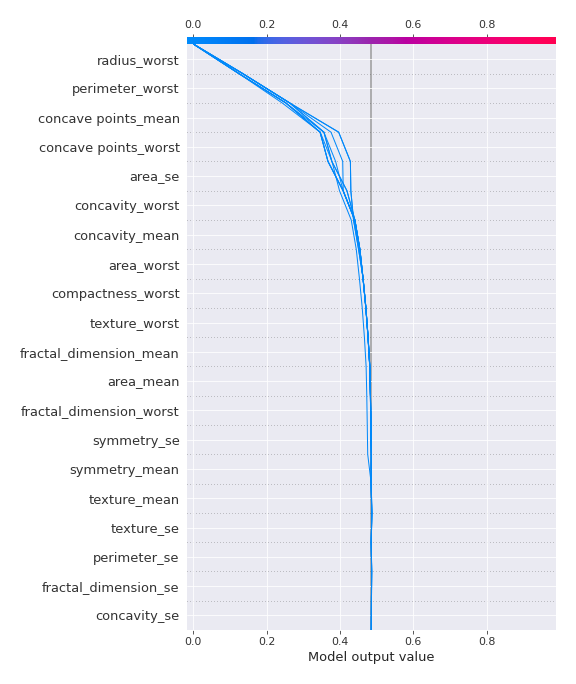 0.0 0.2 0.4 0.6 0.8
radius_worst
perimeter_worst
concave points_mean
concave points_worst
area_se
concavity_worst
concavity_mean
area_worst
compactness_worst
texture_worst
fractal_dimension_mean
area_mean
fractal_dimension_worst
symmetry_se
symmetry_mean
texture_mean
texture_se
perimeter_se
fractal_dimension_se
concavity_se
0.0 0.2 0.4 0.6 0.8
Model output value